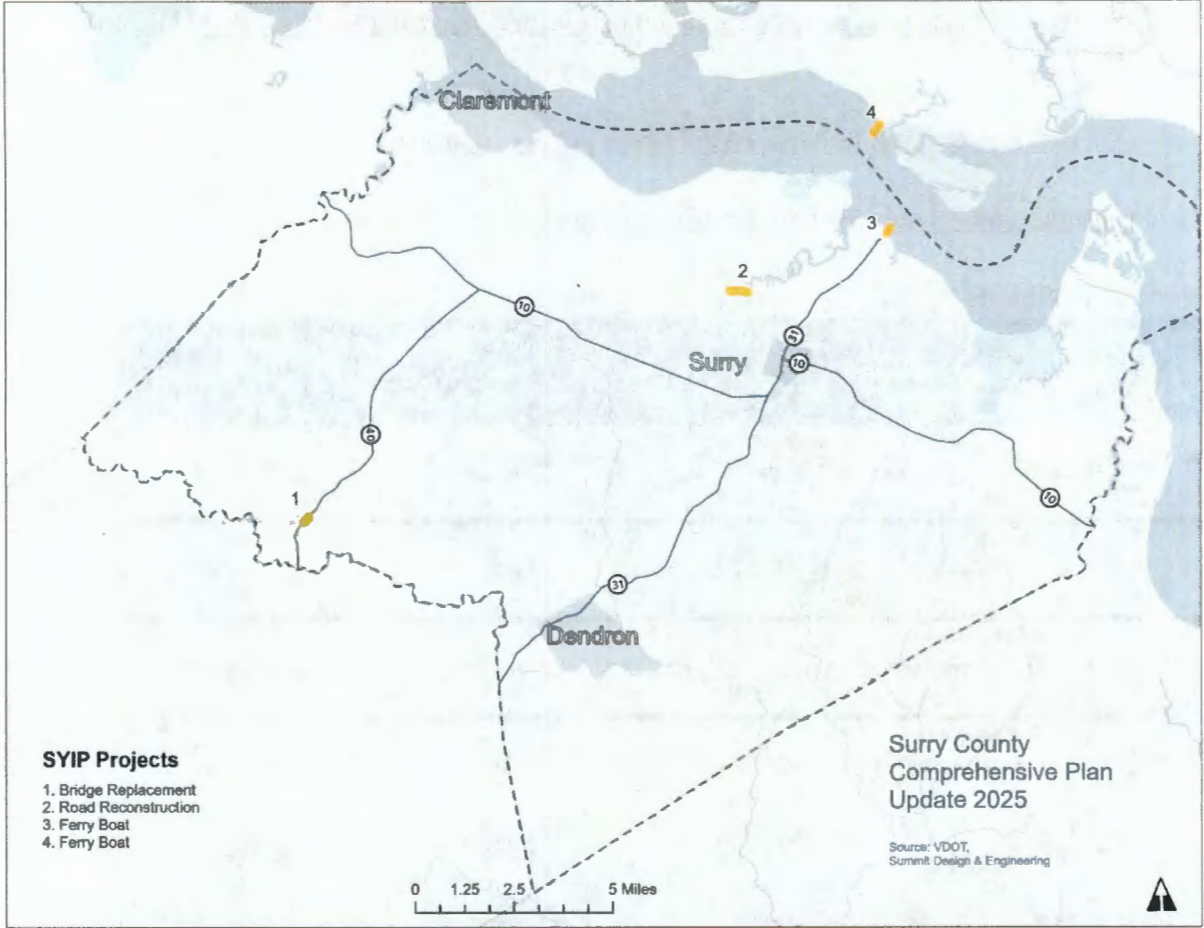 Claremont
4
3
2
10
31
Surry
10
40
10
1
31
Dendron
SYIP Projects
1. Bridge Replacement
2. Road Reconstruction
3. Ferry Boat
4. Ferry Boat
Surry County
Comprehensive Plan
Update 2025
Source: VDOT,
Summit Design & Engineering
0 1.25 2.5 5 Miles